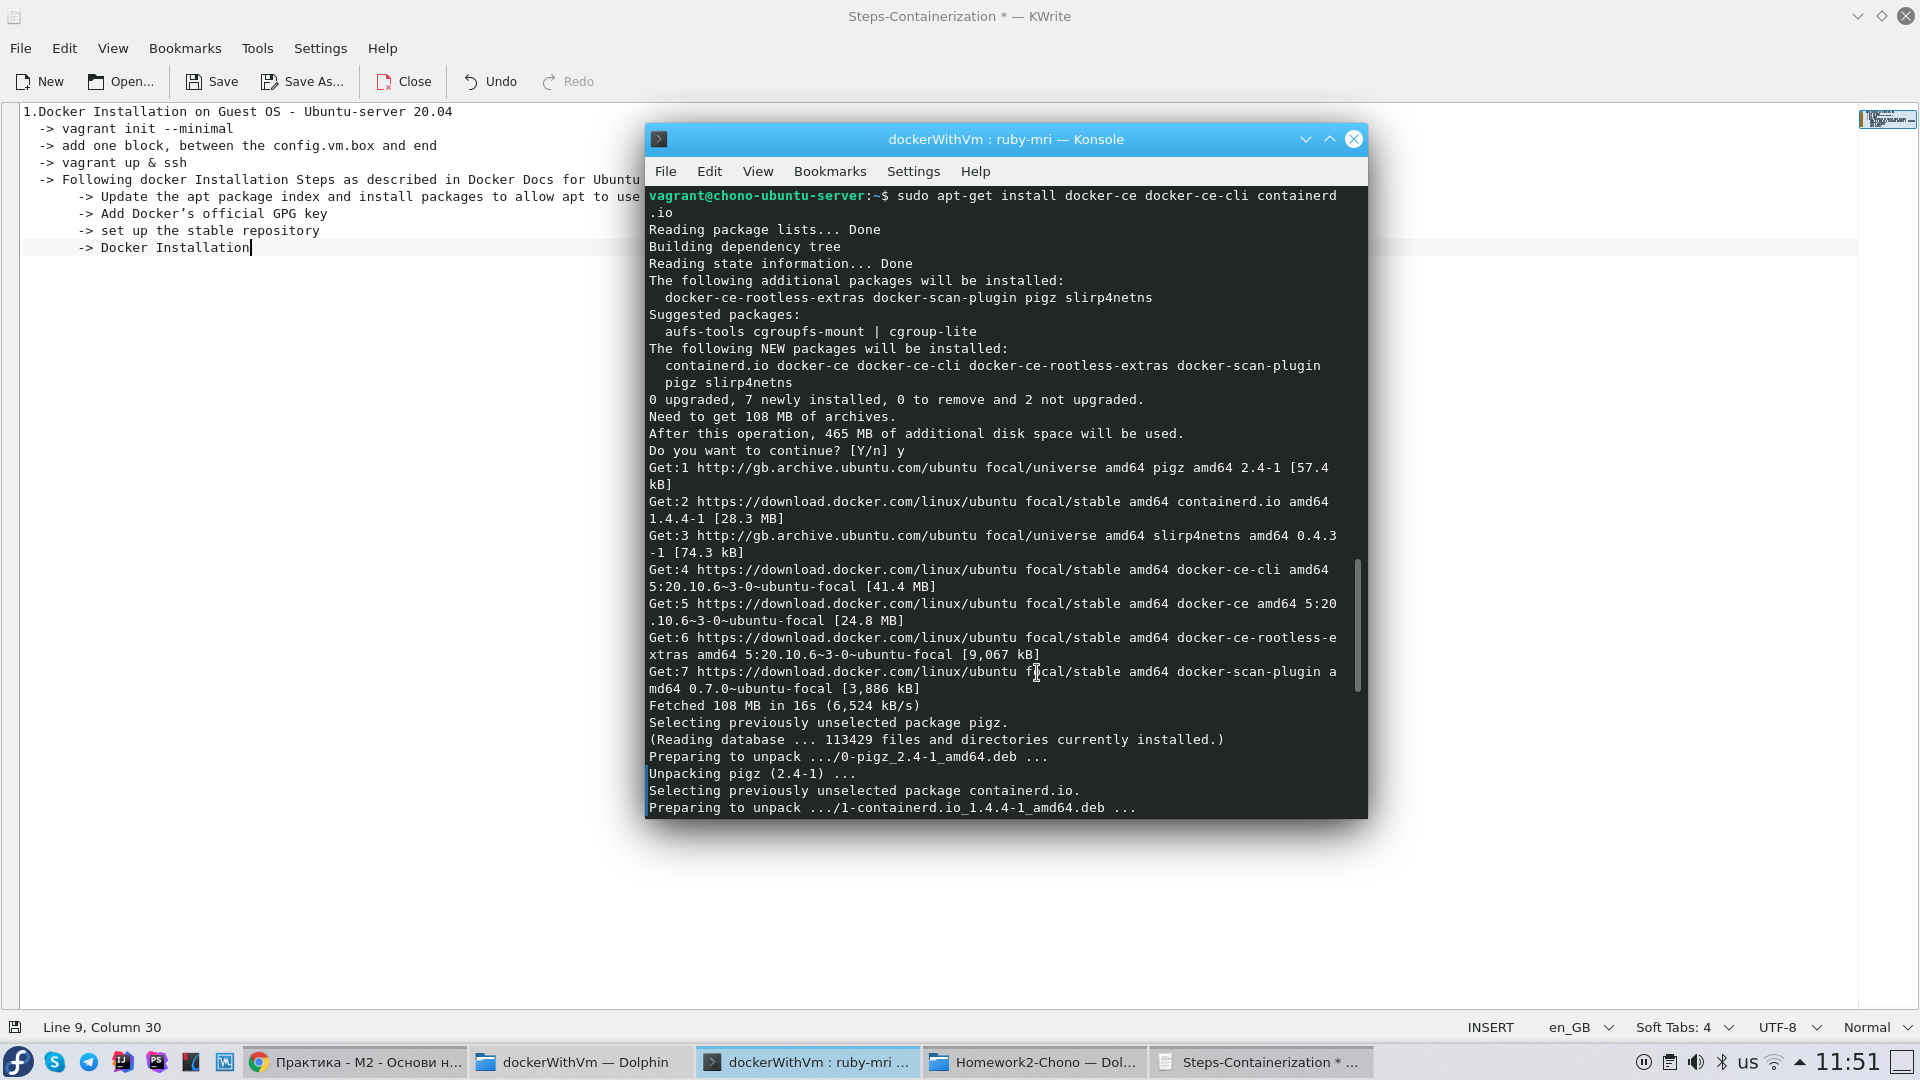 Steps-Containerization * — KWrite
File Edit View Bookmarks Tools Settings Help
New Open... Save Save As... Close Undo Redo
1.Docker Installation on Guest OS - Ubuntu-server 20.04
-> vagrant init --minimal
-> add one block, between the config.vm.box and end
-> vagrant up & ssh
-> Following docker Installation Steps as described in Docker Docs for Ubuntu
-> Update the apt package index and install packages to allow apt to use
-> Add Docker’s official GPG key
-> set up the stable repository
-> Docker Installation
dockerWithVm : ruby-mri — Konsole
File Edit View Bookmarks Settings Help
vagrant@chono-ubuntu-server:~$ sudo apt-get install docker-ce docker-ce-cli containerd
.io
Reading package lists... Done
Building dependency tree
Reading state information... Done
The following additional packages will be installed:
docker-ce-rootless-extras docker-scan-plugin pigz slirp4netns
Suggested packages:
aufs-tools cgroupfs-mount | cgroup-lite
The following NEW packages will be installed:
containerd.io docker-ce docker-ce-cli docker-ce-rootless-extras docker-scan-plugin
pigz slirp4netns
0 upgraded, 7 newly installed, 0 to remove and 2 not upgraded.
Need to get 108 MB of archives.
After this operation, 465 MB of additional disk space will be used.
Do you want to continue? [Y/n] y
Get:1 http://gb.archive.ubuntu.com/ubuntu focal/universe amd64 pigz amd64 2.4-1 [57.4
kB]
Get:2 https://download.docker.com/linux/ubuntu focal/stable amd64 containerd.io amd64
1.4.4-1 [28.3 MB]
Get:3 http://gb.archive.ubuntu.com/ubuntu focal/universe amd64 slirp4netns amd64 0.4.3
-1 [74.3 kB]
Get:4 https://download.docker.com/linux/ubuntu focal/stable amd64 docker-ce-cli amd64
5:20.10.6~3-0~ubuntu-focal [41.4 MB]
Get:5 https://download.docker.com/linux/ubuntu focal/stable amd64 docker-ce amd64 5:20
.10.6~3-0~ubuntu-focal [24.8 MB]
Get:6 https://download.docker.com/linux/ubuntu focal/stable amd64 docker-ce-rootless-e
xtras amd64 5:20.10.6~3-0~ubuntu-focal [9,067 kB]
Get:7 https://download.docker.com/linux/ubuntu focal/stable amd64 docker-scan-plugin a
md64 0.7.0~ubuntu-focal [3,886 kB]
Fetched 108 MB in 16s (6,524 kB/s)
Selecting previously unselected package pigz.
(Reading database ... 113429 files and directories currently installed.)
Preparing to unpack .../0-pigz_2.4-1_amd64.deb ...
Unpacking pigz (2.4-1) ...
Selecting previously unselected package containerd.io.
Preparing to unpack .../1-containerd.io_1.4.4-1_amd64.deb ...
Line 9, Column 30 INSERT en_GB Soft Tabs: 4 UTF-8 Normal
Практика - М2 - Основи н... dockerWithVm — Dolphin dockerWithVm : ruby-mri ... Homework2-Chono — Dol... Steps-Containerization * ... us 11:51